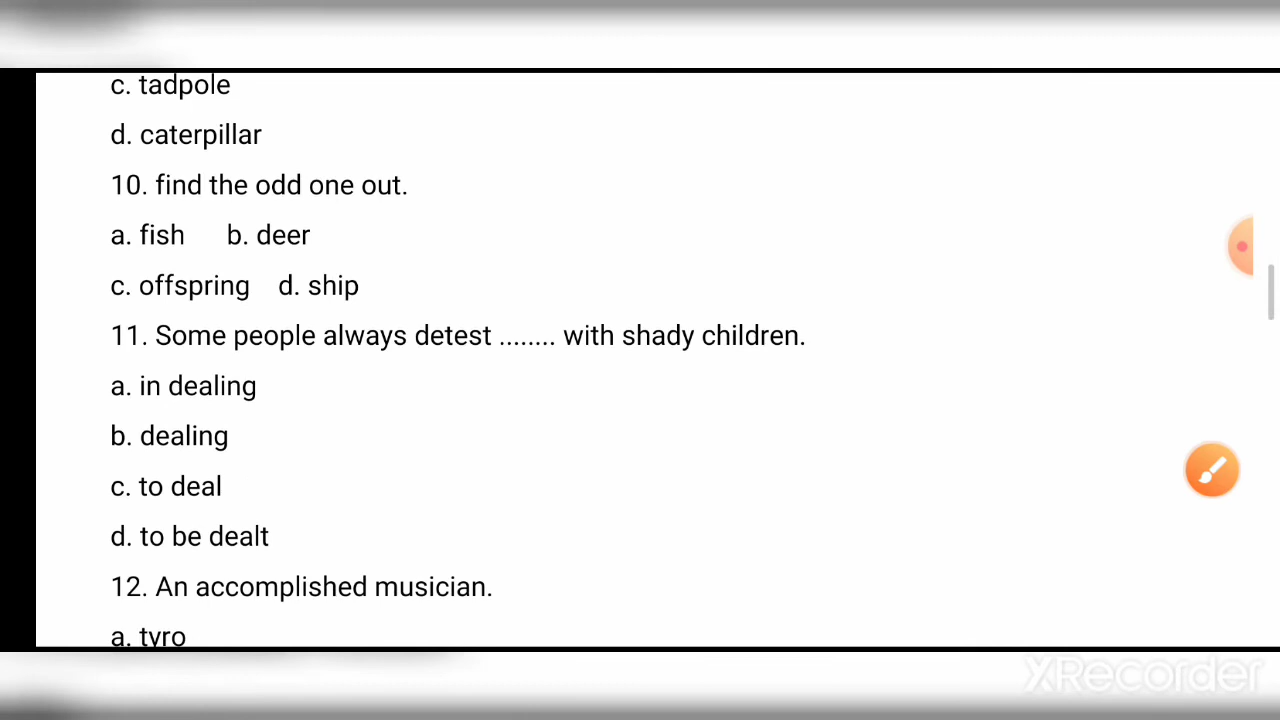 c. tadpole
d. caterpillar
10. find the odd one out.
a. fish b. deer
c. offspring d. ship
11. Some people always detest ........ with shady children.
a. in dealing
b. dealing
c. to deal
d. to be dealt
12. An accomplished musician.
a. tyro
XRecorder